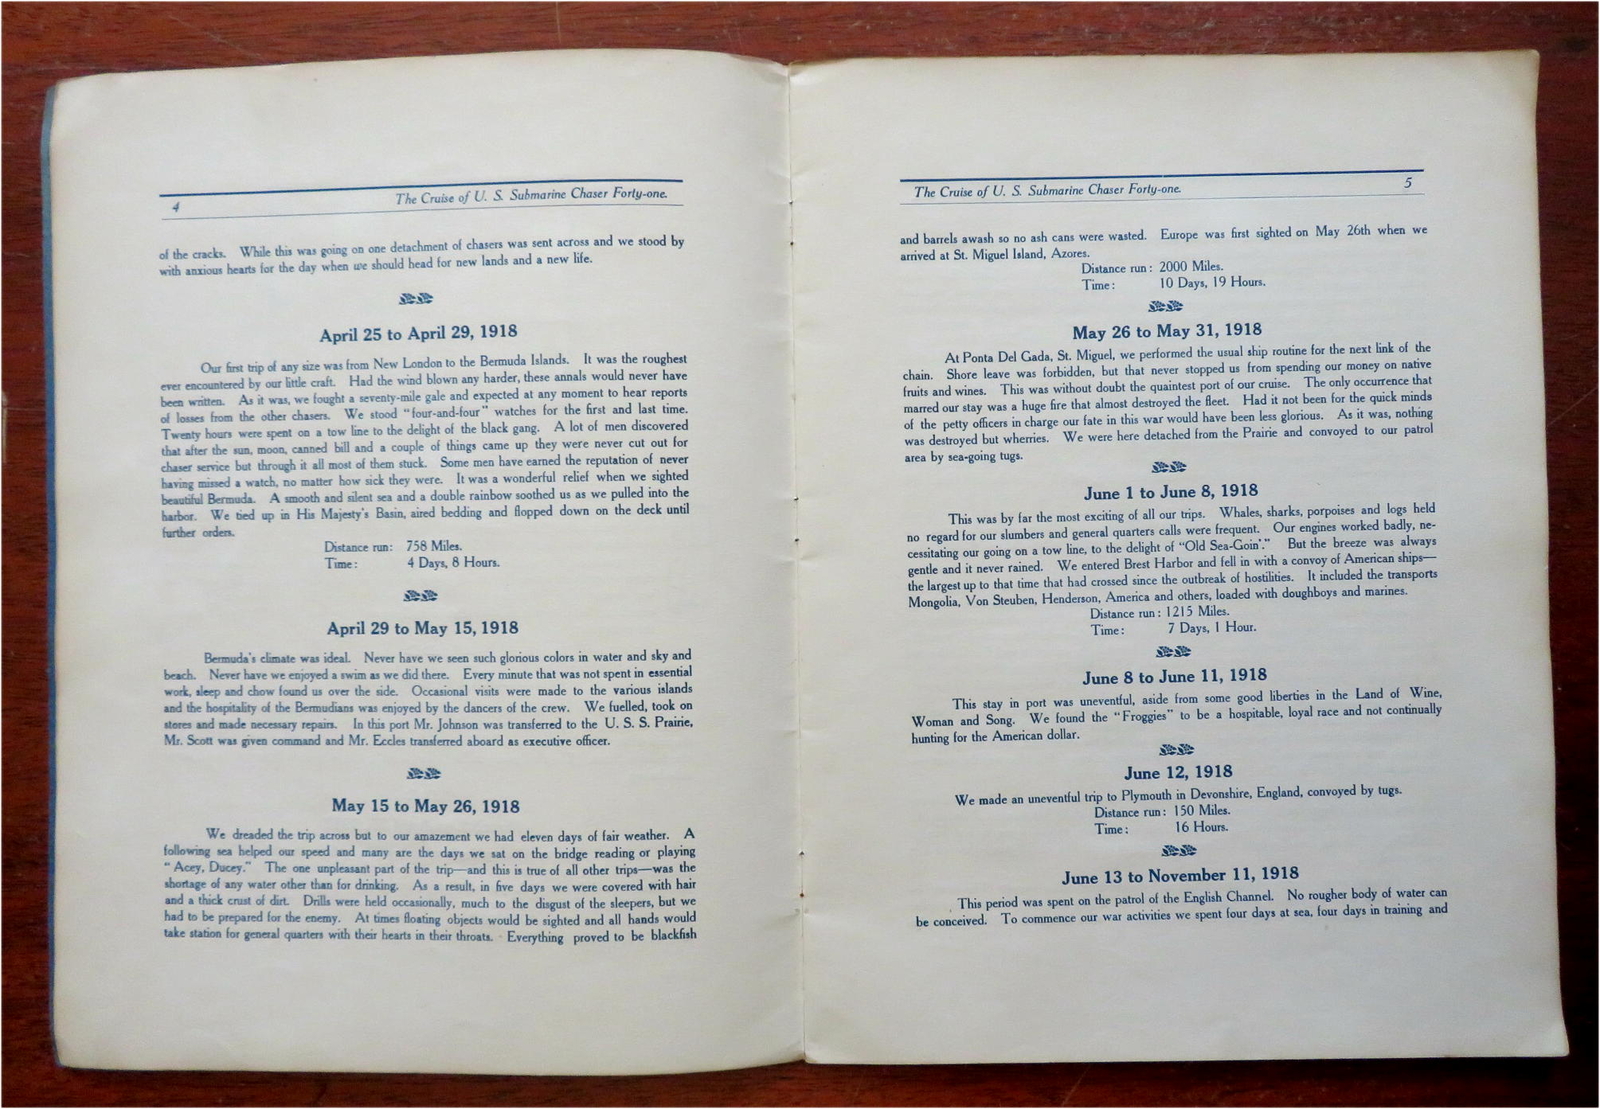 4
The Cruise of U. S. Submarine Chaser Forty-one.
of the cracks. While this was going on one detachment of chasers was sent across and we stood by
with anxious hearts for the day when we should head for new lands and a new life.
April 25 to April 29, 1918
Our first trip of any size was from New London to the Bermuda Islands. It was the roughest
ever encountered by our little craft. Had the wind blown any harder, these annals would never have
been written. As it was, we fought a seventy-mile gale and expected at any moment to hear reports
of losses from the other chasers. We stood "four-and-four" watches for the first and last time.
Twenty hours were spent on a tow line to the delight of the black gang. A lot of men discovered
that after the sun, moon, canned bill and a couple of things came up they were never cut out for
chaser service but through it all most of them stuck. Some men have earned the reputation of never
having missed a watch, no matter how sick they were. It was a wonderful relief when we sighted
beautiful Bermuda. A smooth and silent sea and a double rainbow soothed us as we pulled into the
harbor. We tied up in His Majesty's Basin, aired bedding and flopped down on the deck until
further orders.
Distance run: 758 Miles.
Time: 4 Days, 8 Hours.
April 29 to May 15, 1918
Bermuda's climate was ideal. Never have we seen such glorious colors in water and sky and
beach. Never have we enjoyed a swim as we did there. Every minute that was not spent in essential
work, sleep and chow found us over the side. Occasional visits were made to the various islands
and the hospitality of the Bermudians was enjoyed by the dancers of the crew. We fuelled, took on
stores and made necessary repairs. In this port Mr. Johnson was transferred to the U. S. S. Prairie,
Mr. Scott was given command and Mr. Eccles transferred aboard as executive officer.
May 15 to May 26, 1918
We dreaded the trip across but to our amazement we had eleven days of fair weather. A
following sea helped our speed and many are the days we sat on the bridge reading or playing
"Acey, Ducey." The one unpleasant part of the trip—and this is true of all other trips—was the
shortage of any water other than for drinking. As a result, in five days we were covered with hair
and a thick crust of dirt. Drills were held occasionally, much to the disgust of the sleepers, but we
had to be prepared for the enemy. At times floating objects would be sighted and all hands would
take station for general quarters with their hearts in their throats. Everything proved to be blackfish
The Cruise of U. S. Submarine Chaser Forty-one.
5
and barrels awash so no ash cans were wasted. Europe was first sighted on May 26th when we
arrived at St. Miguel Island, Azores.
Distance run: 2000 Miles.
Time: 10 Days, 19 Hours.
May 26 to May 31, 1918
At Ponta Del Gada, St. Miguel, we performed the usual ship routine for the next link of the
chain. Shore leave was forbidden, but that never stopped us from spending our money on native
fruits and wines. This was without doubt the quaintest port of our cruise. The only occurrence that
marred our stay was a huge fire that almost destroyed the fleet. Had it not been for the quick minds
of the petty officers in charge our fate in this war would have been less glorious. As it was, nothing
was destroyed but wherries. We were here detached from the Prairie and convoyed to our patrol
area by sea-going tugs.
June 1 to June 8, 1918
This was by far the most exciting of all our trips. Whales, sharks, porpoises and logs held
no regard for our slumbers and general quarters calls were frequent. Our engines worked badly, ne-
cessitating our going on a tow line, to the delight of "Old Sea-Goin'." But the breeze was always
gentle and it never rained. We entered Brest Harbor and fell in with a convoy of American ships—
the largest up to that time that had crossed since the outbreak of hostilities. It included the transports
Mongolia, Von Steuben, Henderson, America and others, loaded with doughboys and marines.
Distance run: 1215 Miles.
Time: 7 Days, 1 Hour.
June 8 to June 11, 1918
This stay in port was uneventful, aside from some good liberties in the Land of Wine,
Woman and Song. We found the "Froggies" to be a hospitable, loyal race and not continually
hunting for the American dollar.
June 12, 1918
We made an uneventful trip to Plymouth in Devonshire, England, convoyed by tugs.
Distance run: 150 Miles.
Time: 16 Hours.
June 13 to November 11, 1918
This period was spent on the patrol of the English Channel. No rougher body of water can
be conceived. To commence our war activities we spent four days at sea, four days in training and